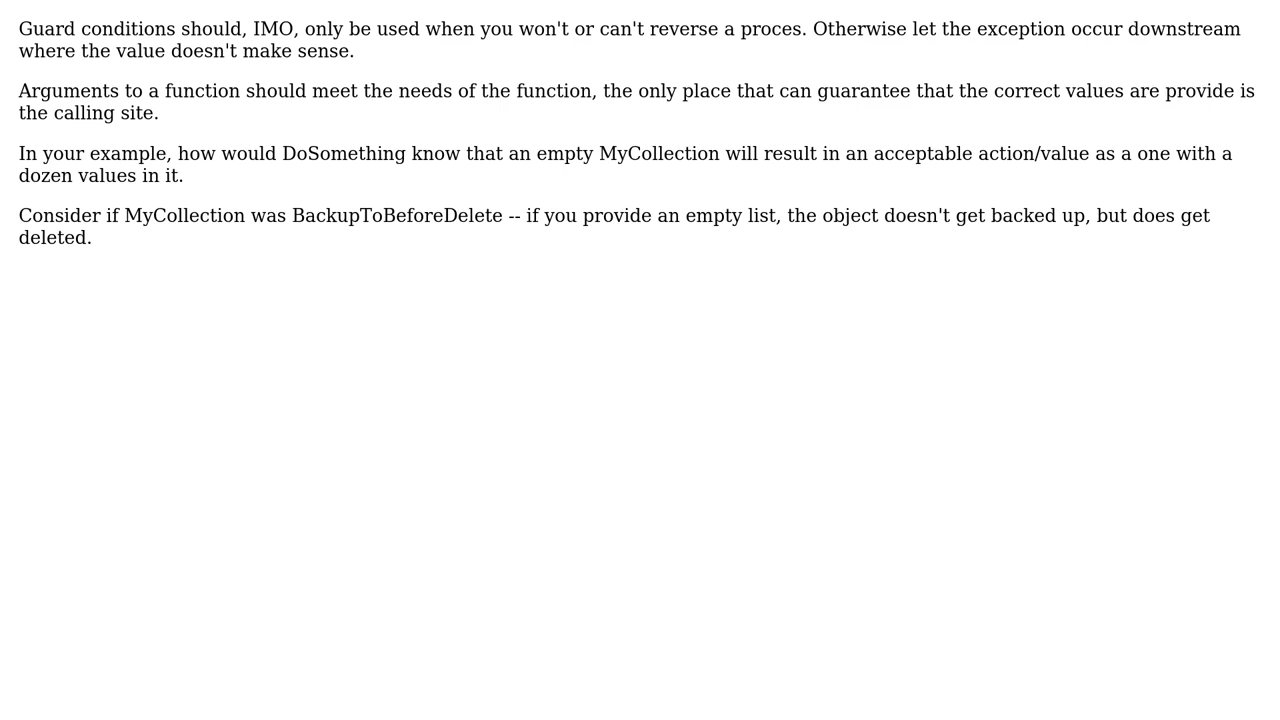 Guard conditions should, IMO, only be used when you won't or can't reverse a proces. Otherwise let the exception occur downstream
where the value doesn't make sense.
Arguments to a function should meet the needs of the function, the only place that can guarantee that the correct values are provide is
the calling site.
In your example, how would DoSomething know that an empty MyCollection will result in an acceptable action/value as a one with a
dozen values in it.
Consider if MyCollection was BackupToBeforeDelete -- if you provide an empty list, the object doesn't get backed up, but does get
deleted.